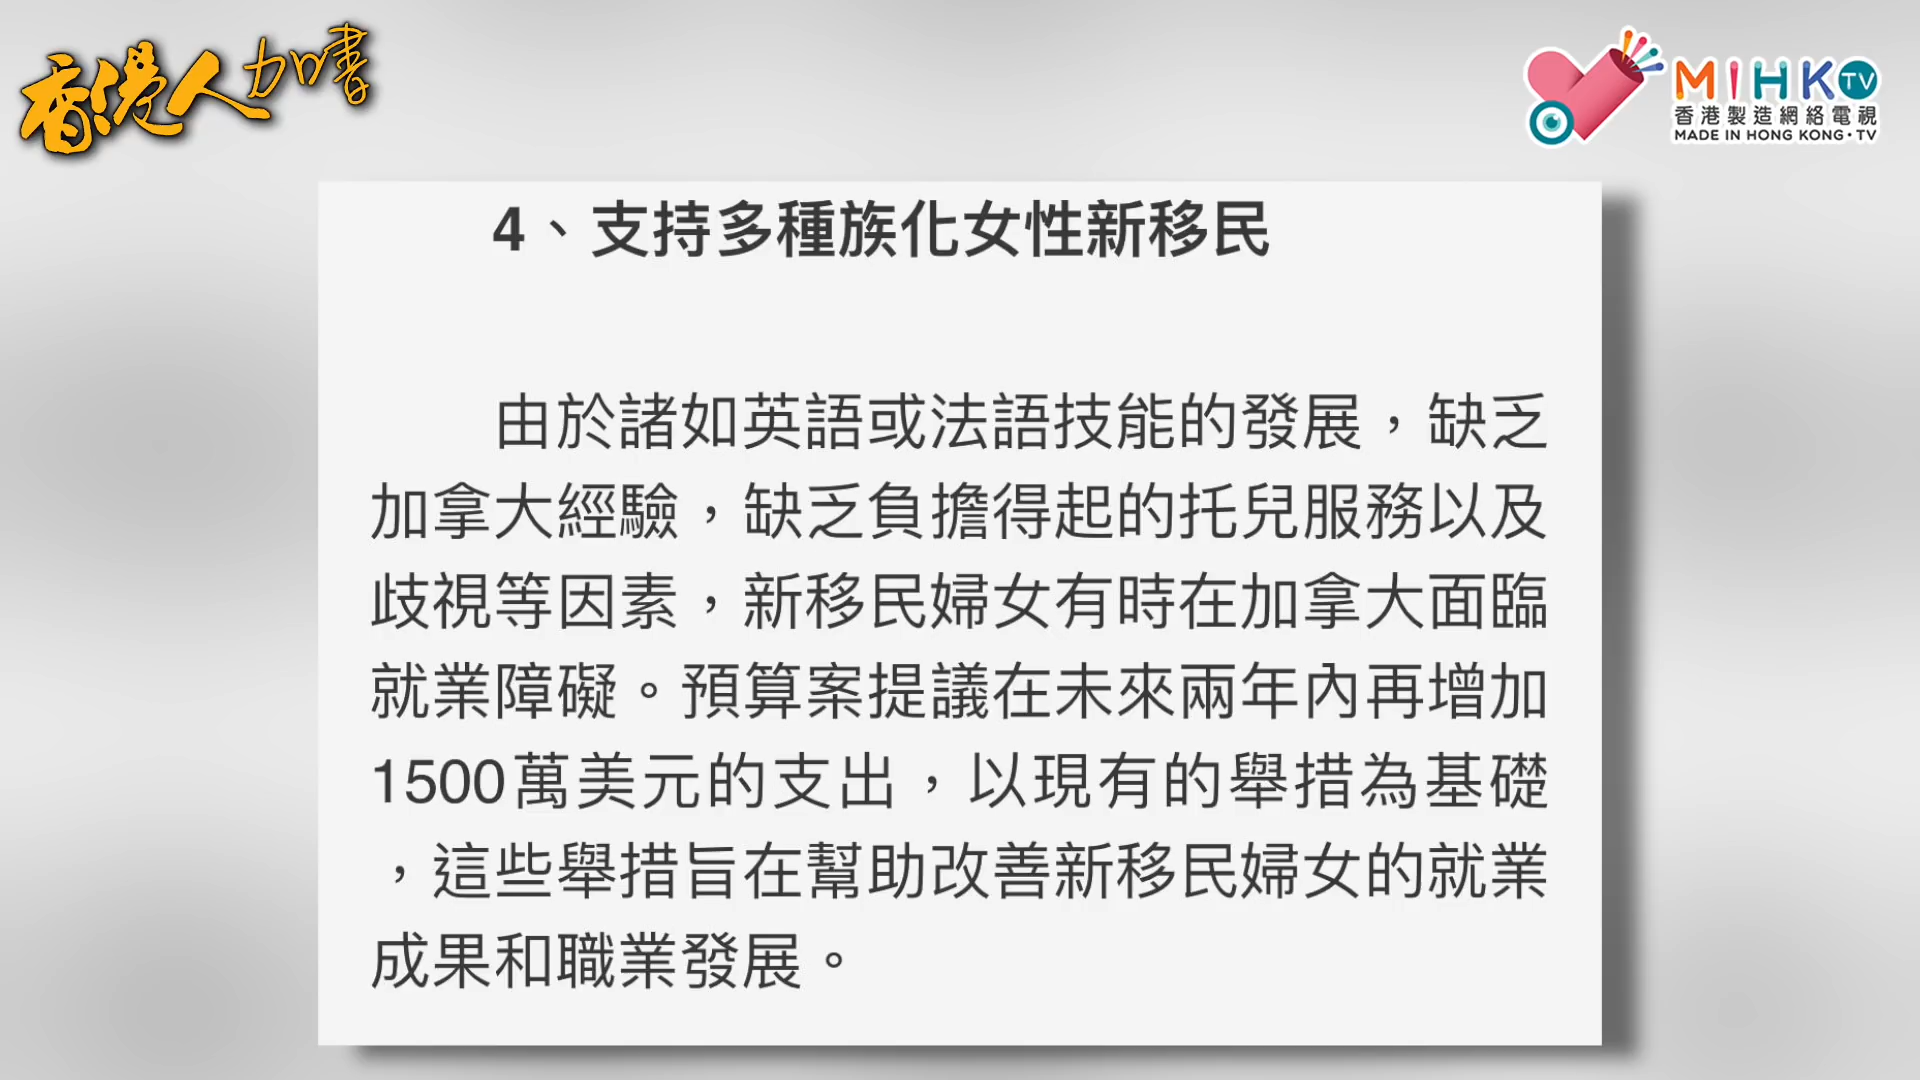 香港人加嘥
MIHK TV
香港製造網絡電視
MADE IN HONG KONG・TV
4、支持多種族化女性新移民
由於諸如英語或法語技能的發展，缺乏
加拿大經驗，缺乏負擔得起的托兒服務以及
歧視等因素，新移民婦女有時在加拿大面臨
就業障礙。預算案提議在未來兩年內再增加
1500萬美元的支出，以現有的舉措為基礎
，這些舉措旨在幫助改善新移民婦女的就業
成果和職業發展。